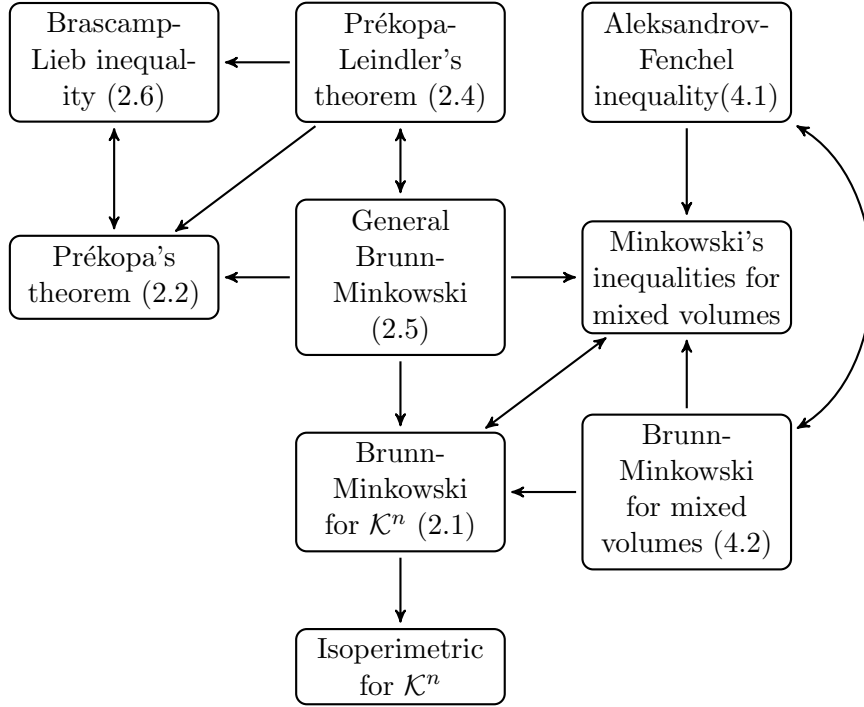 Brascamp-
Lieb inequal-
ity (2.6)
Prékopa-
Leindler's
theorem (2.4)
Aleksandrov-
Fenchel
inequality(4.1)
Prékopa's
theorem (2.2)
General
Brunn-
Minkowski
(2.5)
Minkowski's
inequalities for
mixed volumes
Brunn-
Minkowski
for 𝒦ⁿ (2.1)
Brunn-
Minkowski
for mixed
volumes (4.2)
Isoperimetric
for 𝒦ⁿ